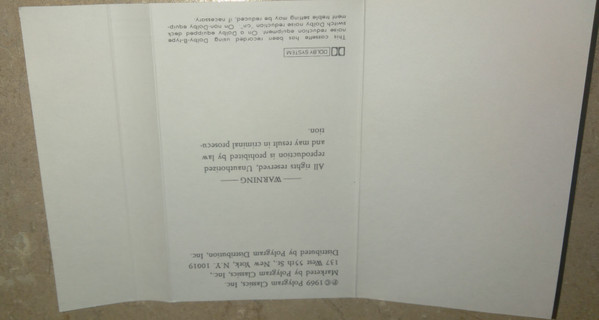 ℗©1969 Polygram Classics, Inc.
Marketed by Polygram Classics, Inc.,
137 West 55th St., New York, N.Y. 10019
Distributed by Polygram Distribution, Inc.
— WARNING —
All rights reserved, Unauthorized
reproduction is prohibited by law
and may result in criminal prosecu-
tion.
DOLBY SYSTEM
This cassette has been recorded using Dolby-B-type
noise reduction equipment. On a Dolby equipped deck
switch Dolby noise reduction "on". On non-Dolby equip-
ment treble setting may be reduced, if necessary.